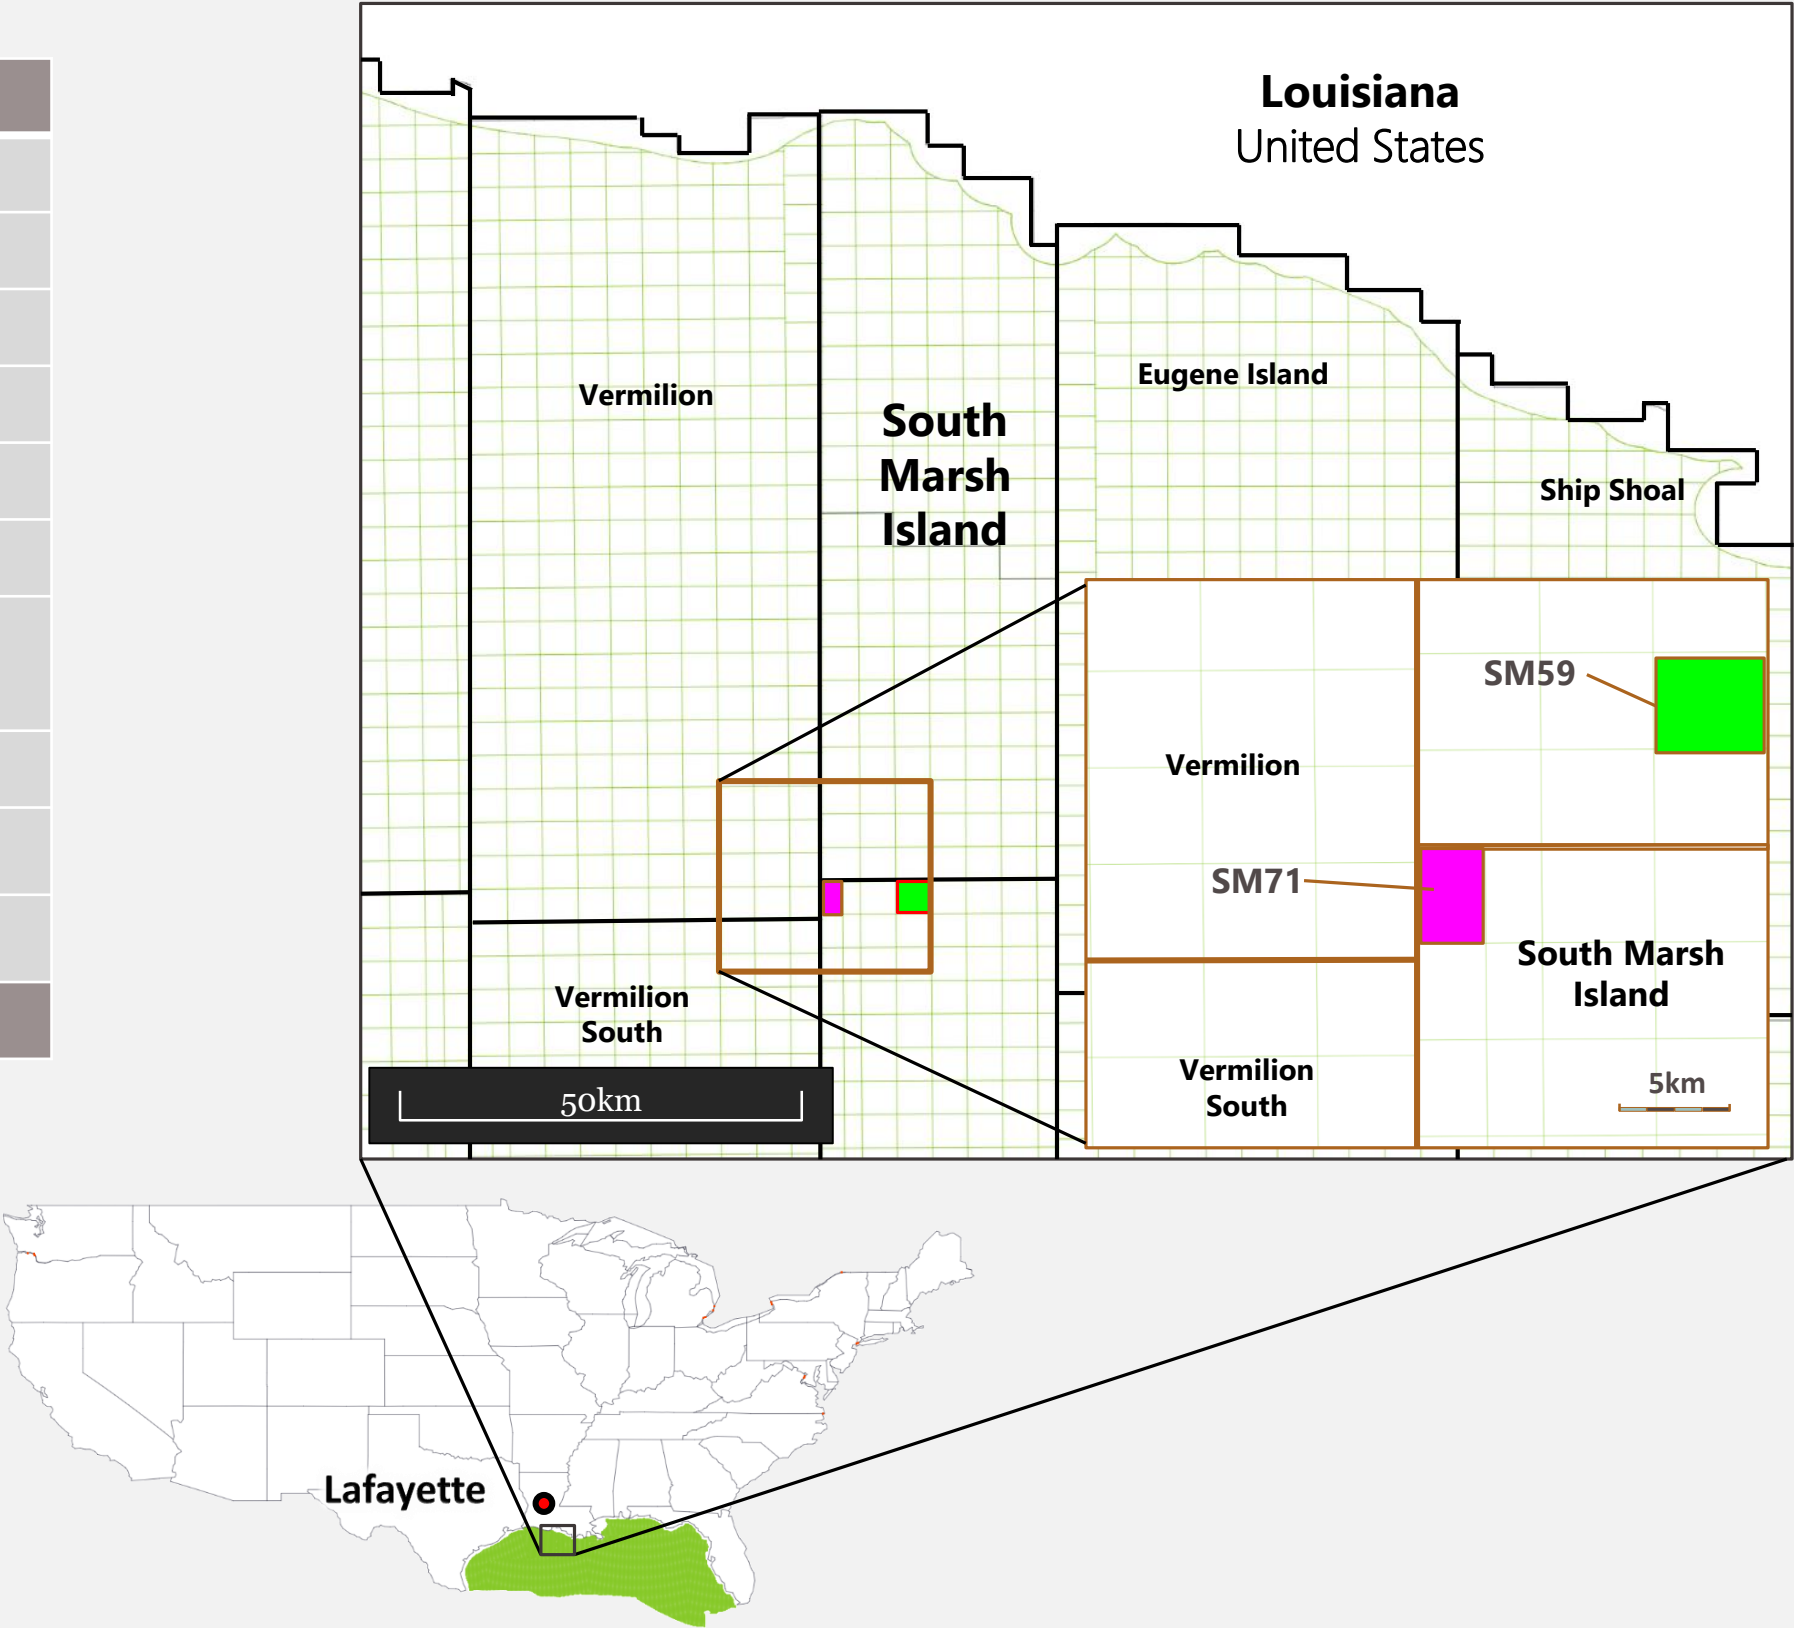 Louisiana
United States
Vermilion
Eugene Island
South
Marsh
Island
Ship Shoal
SM59
Vermilion
SM71
South Marsh
Island
Vermilion
South
Vermilion
South
5km
50km
Lafayette